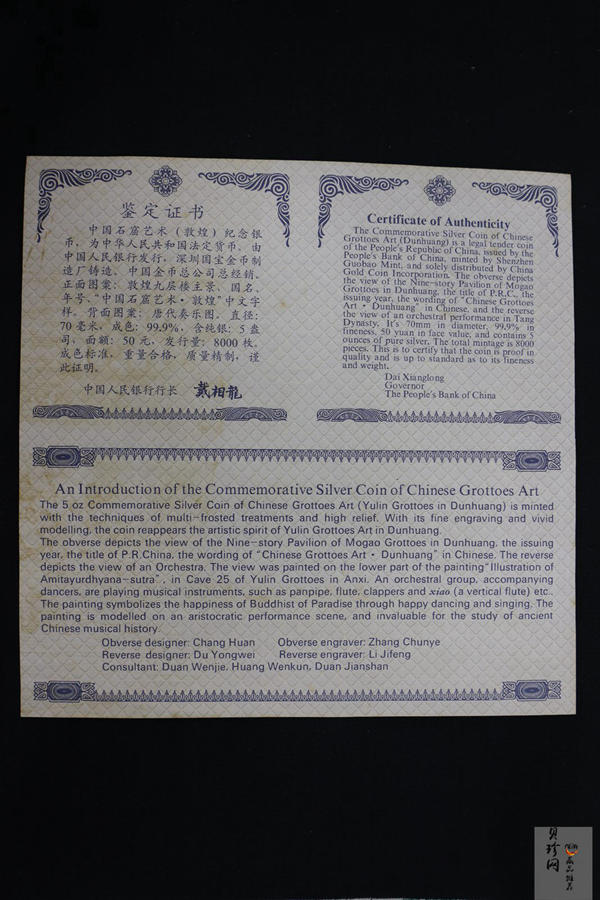 鉴定证书
中国石窟艺术（敦煌）纪念银
币，为中华人民共和国法定货币。由
中国人民银行发行，深圳国宝金币制
造厂铸造。中国金币总公司总经销。
正面图案：敦煌九层楼主景、国名、
年号、“中国石窟艺术·敦煌”中文字
样。背面图案：唐代奏乐图。直径：
70毫米，成色：99.9%，含纯银：5盎
司，面额：50元，发行量：8000枚。
成色标准，重量合格，质量精制，谨
此证明。
中国人民银行行长 戴相龍
Certificate of Authenticity
The Commemorative Silver Coin of Chinese
Grottoes Art (Dunhuang) is a legal tender coin
of the People's Republic of China, issued by the
People's Bank of China, minted by Shenzhen
Guobao Mint, and solely distributed by China
Gold Coin Incorporation. The obverse depicts
the view of the Nine-story Pavilion of Mogao
Grottoes in Dunhuang, the title of P.R.C., the
issuing year, the wording of "Chinese Grottoes
Art · Dunhuang" in Chinese, and the reverse
the view of an orchestral performance in Tang
Dynasty. It's 70mm in diameter, 99.9% in
fineness, 50 yuan in face value, and contains 5
ounces of pure silver. The total mintage is 8000
pieces. This is to certify that the coin is proof in
quality and is up to standard as to its fineness
and weight.
Dai Xianglong
Governor
The People's Bank of China
An Introduction of the Commemorative Silver Coin of Chinese Grottoes Art
The 5 oz Commemorative Silver Coin of Chinese Grottoes Art (Yulin Grottoes in Dunhuang) is minted
with the techniques of multi-frosted treatments and high relief. With its fine engraving and vivid
modelling, the coin reappears the artistic spirit of Yulin Grottoes Art in Dunhuang.
The obverse depicts the view of the Nine-story Pavilion of Mogao Grottoes in Dunhuang, the issuing
year, the title of P.R.China, the wording of "Chinese Grottoes Art · Dunhuang" in Chinese. The reverse
depicts the view of an Orchestra. The view was painted on the lower part of the painting"Illustration of
Amitayurdhyana-sutra", in Cave 25 of Yulin Grottoes in Anxi. An orchestral group, accompanying
dancers, are playing musical instruments, such as panpipe, flute, clappers and xiao (a vertical flute) etc..
The painting symbolizes the happiness of Buddhist of Paradise through happy dancing and singing. The
painting is modelled on an aristocratic performance scene, and invaluable for the study of ancient
Chinese musical history.
Obverse designer: Chang Huan Obverse engraver: Zhang Chunye
Reverse designer: Du Yongwei Reverse engraver: Li Jifeng
Consultant: Duan Wenjie, Huang Wenkun, Duan Jianshan
贝珍网